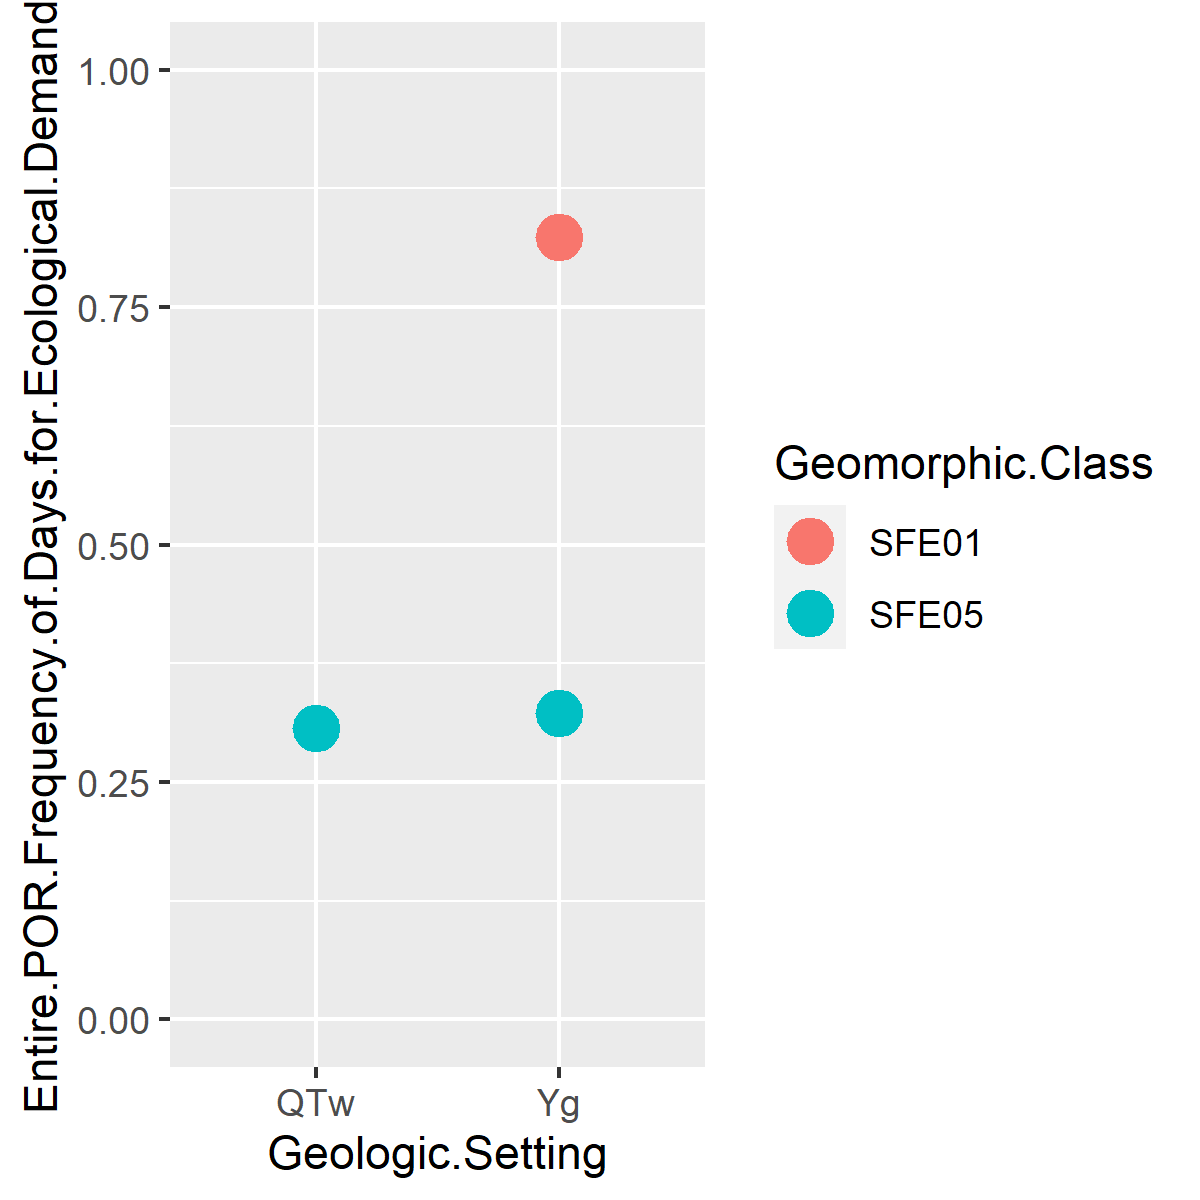 Entire.POR.Frequency.of.Days.for.Ecological.Demand
1.00
0.75
0.50
0.25
0.00
QTw
Yg
Geologic.Setting
Geomorphic.Class
SFE01
SFE05